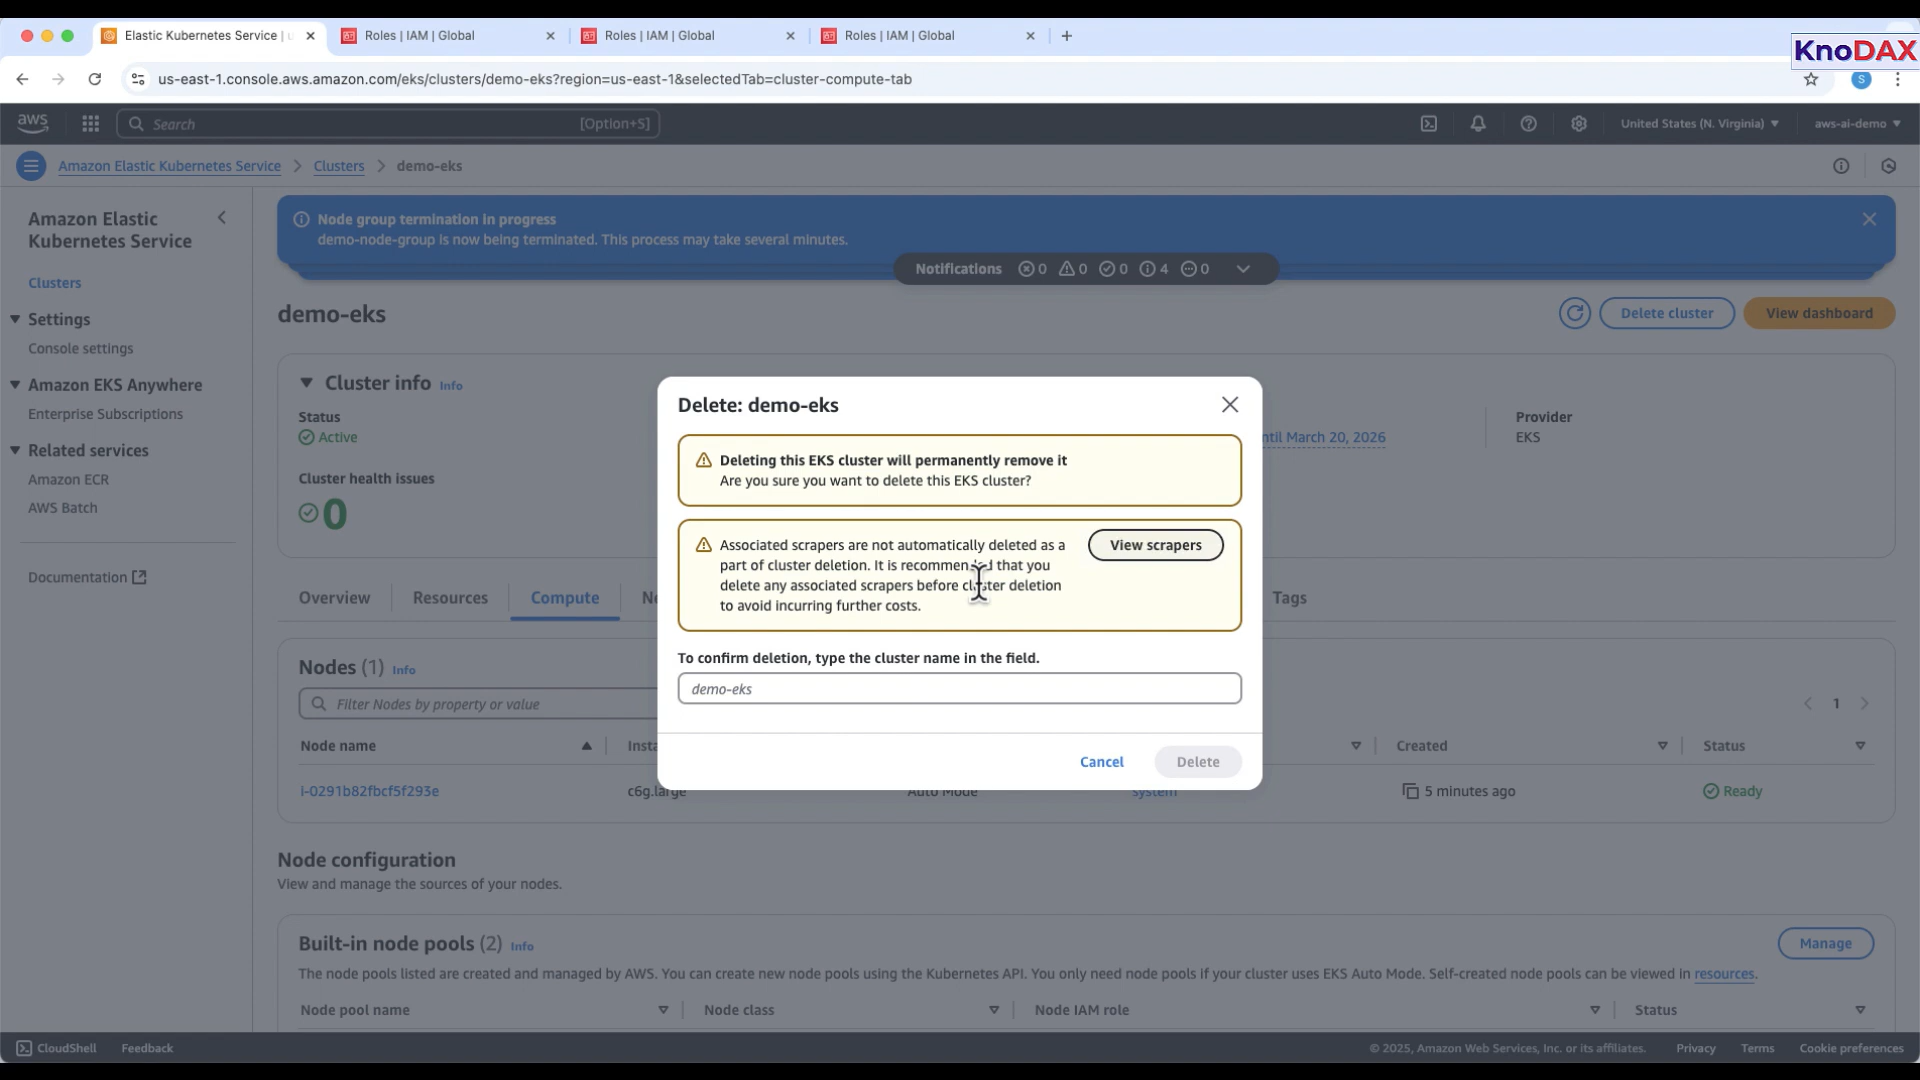 Elastic Kubernetes Service | u
Roles | IAM | Global
Roles | IAM | Global
Roles | IAM | Global
KnoDAX
us-east-1.console.aws.amazon.com/eks/clusters/demo-eks?region=us-east-1&selectedTab=cluster-compute-tab
S
aws
Search
[Option+S]
United States (N. Virginia)
aws-ai-demo
Amazon Elastic Kubernetes Service > Clusters > demo-eks
Amazon Elastic
Kubernetes Service
Clusters
Settings
Console settings
Amazon EKS Anywhere
Enterprise Subscriptions
Related services
Amazon ECR
AWS Batch
Documentation
Node group termination in progress
demo-node-group is now being terminated. This process may take several minutes.
Notifications 0 0 0 4 0
demo-eks
Delete cluster
View dashboard
Cluster info Info
Status
Active
Cluster health issues
0
ntil March 20, 2026
Provider
EKS
Delete: demo-eks
Deleting this EKS cluster will permanently remove it
Are you sure you want to delete this EKS cluster?
Associated scrapers are not automatically deleted as a
part of cluster deletion. It is recommended that you
delete any associated scrapers before cluster deletion
to avoid incurring further costs.
View scrapers
To confirm deletion, type the cluster name in the field.
demo-eks
Cancel
Delete
Overview
Resources
Compute
Ne
Tags
Nodes (1) Info
Filter Nodes by property or value
1
Node name
Insta
Created
Status
i-0291b82fbcf5f293e
c6g.large
Auto Mode
system
5 minutes ago
Ready
Node configuration
View and manage the sources of your nodes.
Built-in node pools (2) Info
Manage
The node pools listed are created and managed by AWS. You can create new node pools using the Kubernetes API. You only need node pools if your cluster uses EKS Auto Mode. Self-created node pools can be viewed in resources.
Node pool name
Node class
Node IAM role
Status
CloudShell
Feedback
© 2025, Amazon Web Services, Inc. or its affiliates.
Privacy
Terms
Cookie preferences